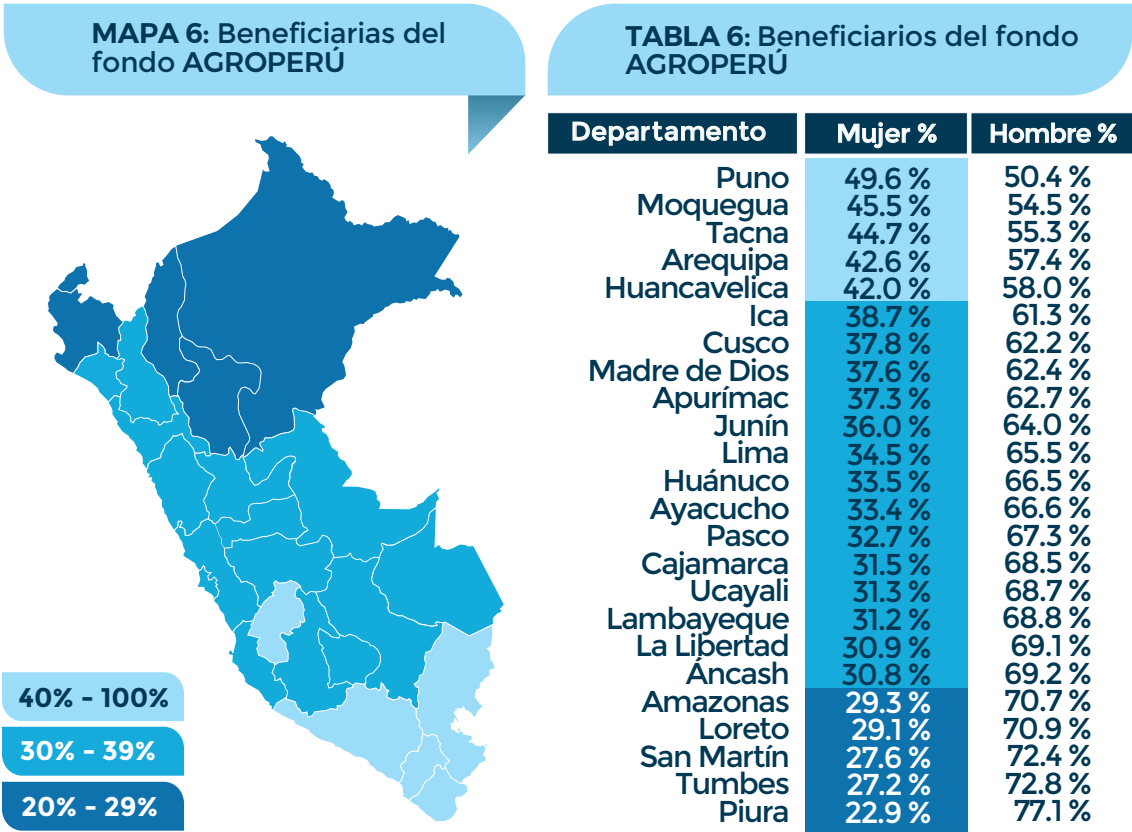 MAPA 6: Beneficiarias del
fondo AGROPERÚ
40% - 100%
30% - 39%
20% - 29%
TABLA 6: Beneficiarios del fondo
AGROPERÚ
Departamento Mujer % Hombre %
Puno 49.6 % 50.4 %
Moquegua 45.5 % 54.5 %
Tacna 44.7 % 55.3 %
Arequipa 42.6 % 57.4 %
Huancavelica 42.0 % 58.0 %
Ica 38.7 % 61.3 %
Cusco 37.8 % 62.2 %
Madre de Dios 37.6 % 62.4 %
Apurímac 37.3 % 62.7 %
Junín 36.0 % 64.0 %
Lima 34.5 % 65.5 %
Huánuco 33.5 % 66.5 %
Ayacucho 33.4 % 66.6 %
Pasco 32.7 % 67.3 %
Cajamarca 31.5 % 68.5 %
Ucayali 31.3 % 68.7 %
Lambayeque 31.2 % 68.8 %
La Libertad 30.9 % 69.1 %
Áncash 30.8 % 69.2 %
Amazonas 29.3 % 70.7 %
Loreto 29.1 % 70.9 %
San Martín 27.6 % 72.4 %
Tumbes 27.2 % 72.8 %
Piura 22.9 % 77.1 %